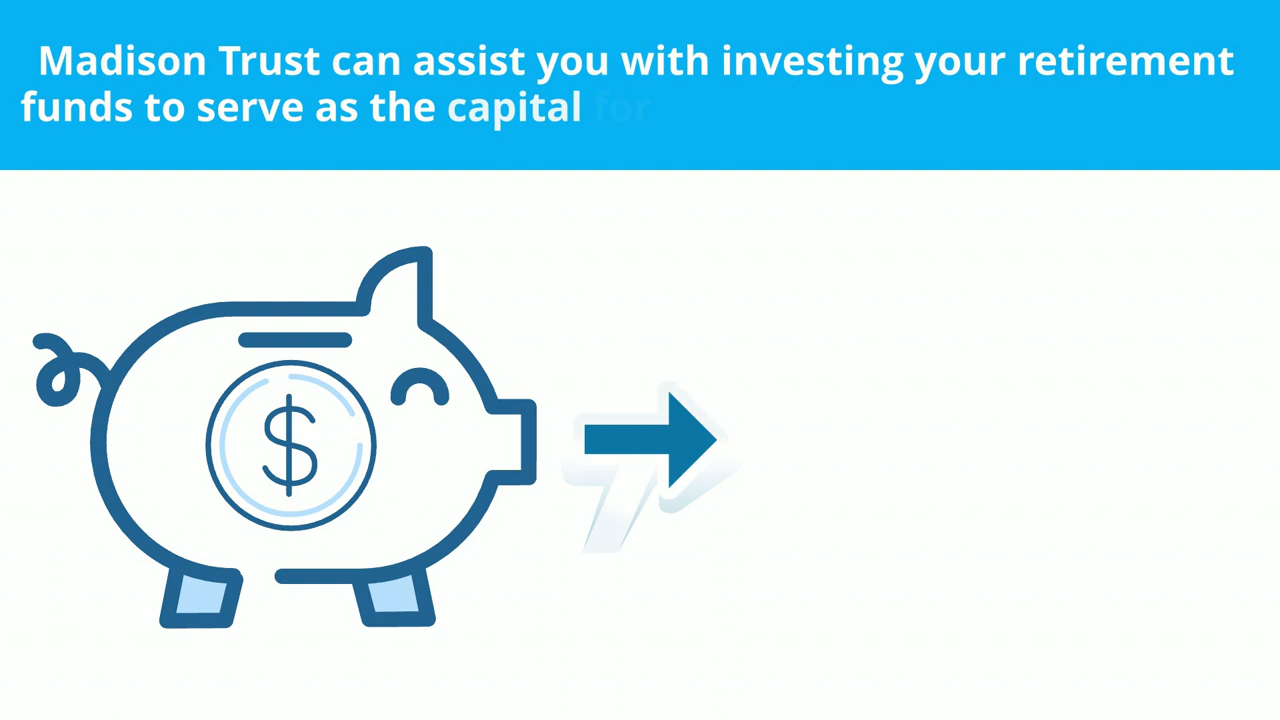 Madison Trust can assist you with investing your retirement
funds to serve as the capital for
$